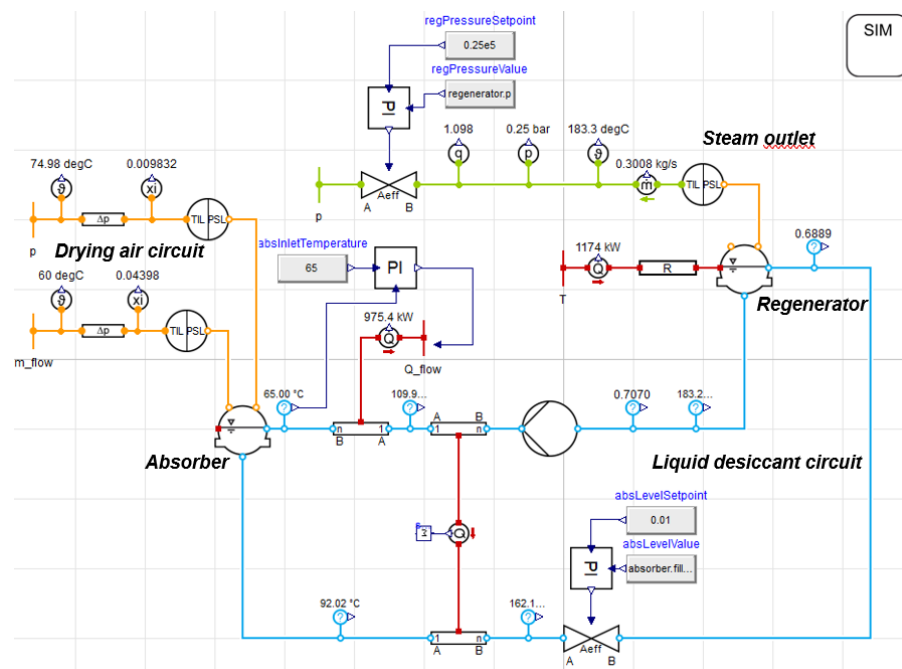 SIM
regPressureSetpoint
0.25e5
regPressureValue
regenerator.p
PI
1.098
0.25 bar
183.3 degC
Steam outlet
74.98 degC
0.009832
q
p
ϑ
0.3008 kg/s
ϑ
xi
ṁ
TIL PSL
Aeff
A
B
p
Δp
TIL PSL
p
Drying air circuit
absInletTemperature
0.6889
60 degC
0.04398
65
PI
1174 kW
?
ϑ
xi
Q
R
975.4 kW
T
Regenerator
Δp
TIL PSL
Q
m_flow
Q_flow
65.00 °C
109.9...
0.7070
183.2...
?
?
A
B
?
?
n
1
1
n
B
A
Absorber
Liquid desiccant circuit
absLevelSetpoint
0.01
Q
PI
absLevelValue
absorber.fill...
92.02 °C
162.1...
?
?
1
n
Aeff
A
B
A
B